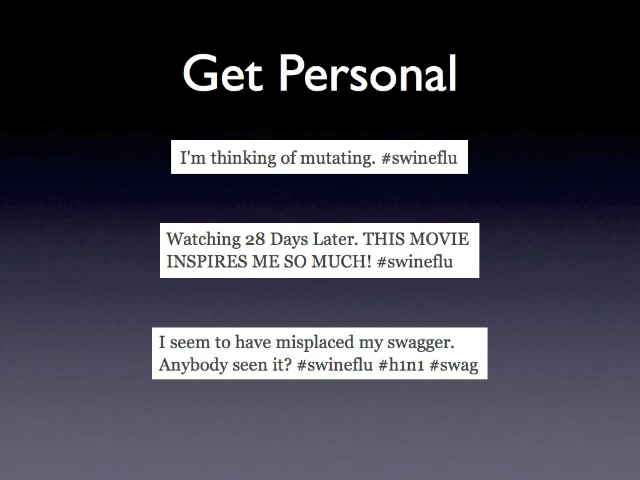 Get Personal
I'm thinking of mutating. #swineflu
Watching 28 Days Later. THIS MOVIE
INSPIRES ME SO MUCH! #swineflu
I seem to have misplaced my swagger.
Anybody seen it? #swineflu #h1n1 #swag